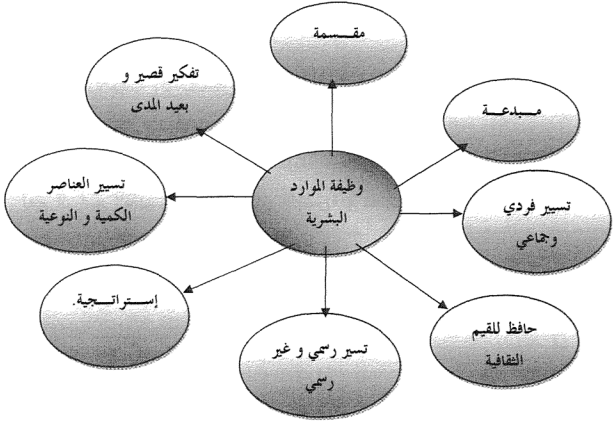 مقسمة
تفكير قصير و
بعيد المدى
مبدعة
وظيفة الموارد
البشرية
تسيير العناصر
الكمية و النوعية
تسيير فردي
وجماعي
إستراتجية.
حافظ للقيم
الثقافية
تسير رسمي و غير
رسمي